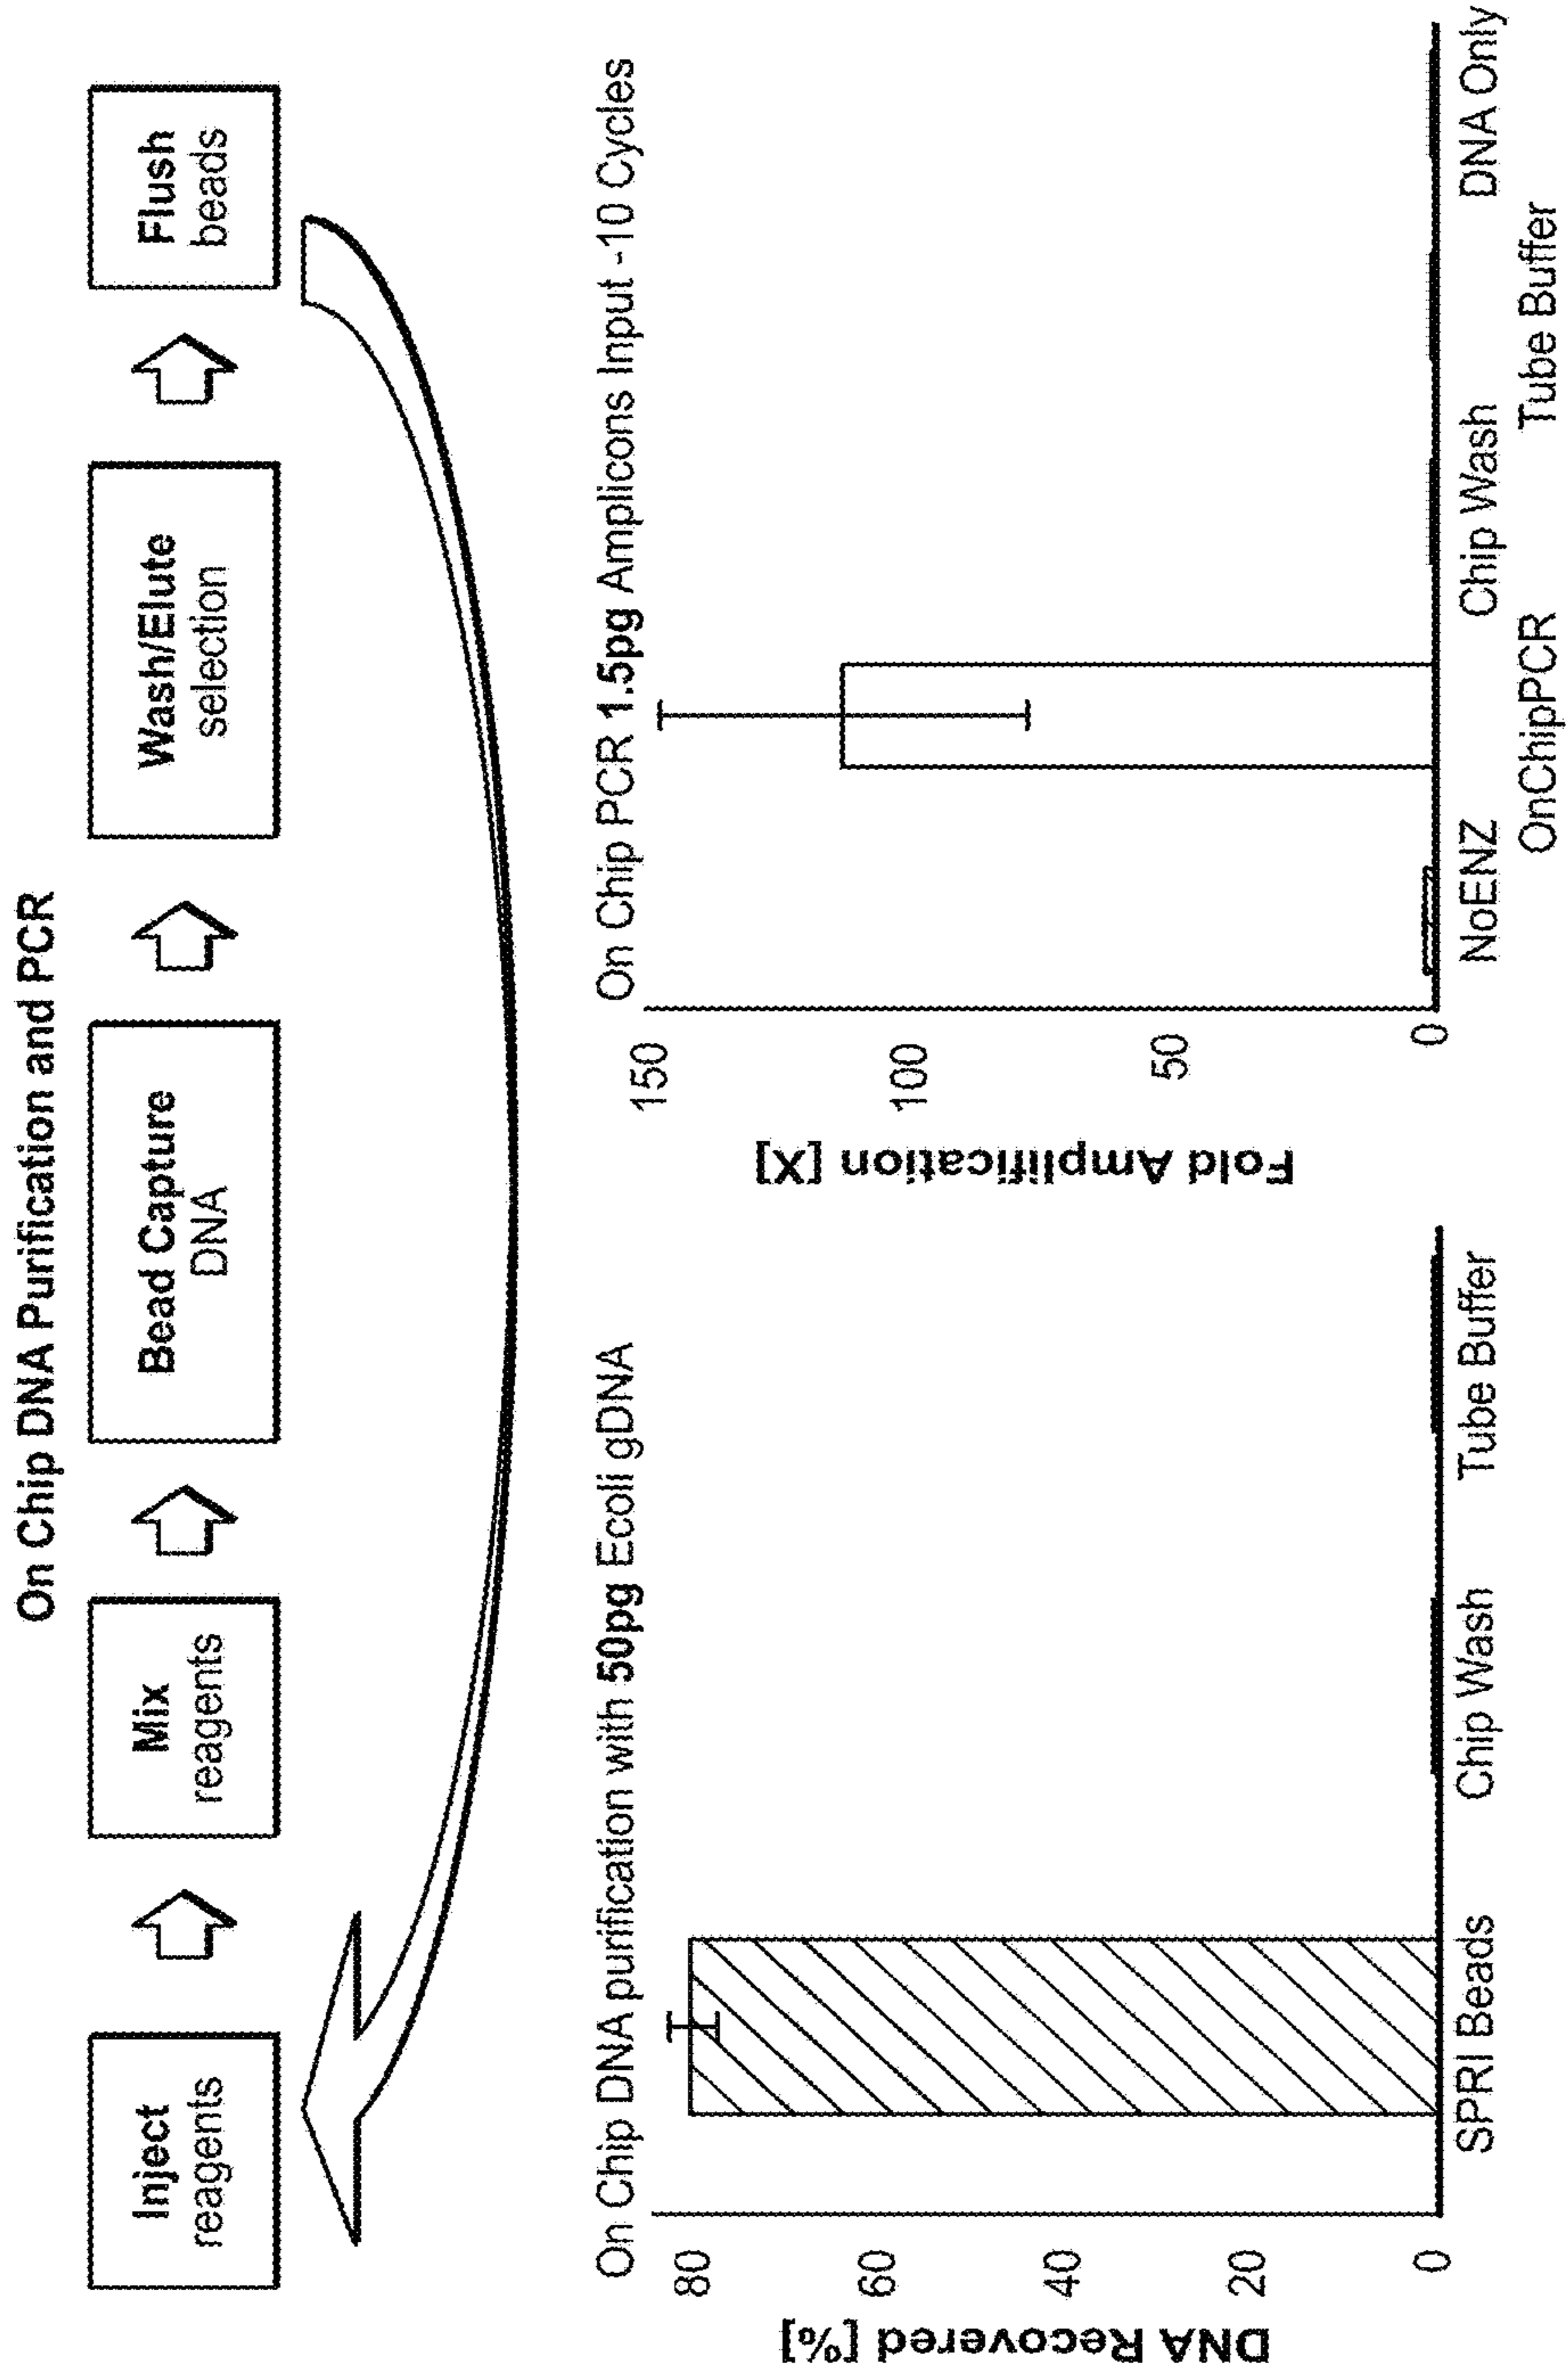 On Chip DNA Purification and PCR
Inject
reagents
Mix
reagents
Bead Capture
DNA
Wash/Elute
selection
Flush
beads
On Chip DNA purification with 50pg Ecoli gDNA
DNA Recovered [%]
80
60
40
20
0
SPRI Beads
Chip Wash
Tube Buffer
On Chip PCR 1.5pg Amplicons Input -10 Cycles
Fold Amplification [X]
150
100
50
0
NoENZ
OnChipPCR
Chip Wash
Tube Buffer
DNA Only